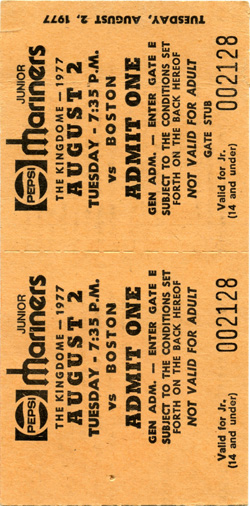 JUNIOR
PEPSI Mariners
THE KINGDOME — 1977
AUGUST 2
TUESDAY - 7:35 P.M.
vs BOSTON
ADMIT ONE
GEN ADM. — ENTER GATE E
SUBJECT TO THE CONDITIONS SET
FORTH ON THE BACK HEREOF
NOT VALID FOR ADULT
Valid for Jr.
(14 and under)
002128
JUNIOR
PEPSI Mariners
THE KINGDOME — 1977
AUGUST 2
TUESDAY - 7:35 P.M.
vs BOSTON
ADMIT ONE
GEN ADM. — ENTER GATE E
SUBJECT TO THE CONDITIONS SET
FORTH ON THE BACK HEREOF
NOT VALID FOR ADULT
GATE STUB
Valid for Jr.
(14 and under)
002128
TUESDAY, AUGUST 2, 1977